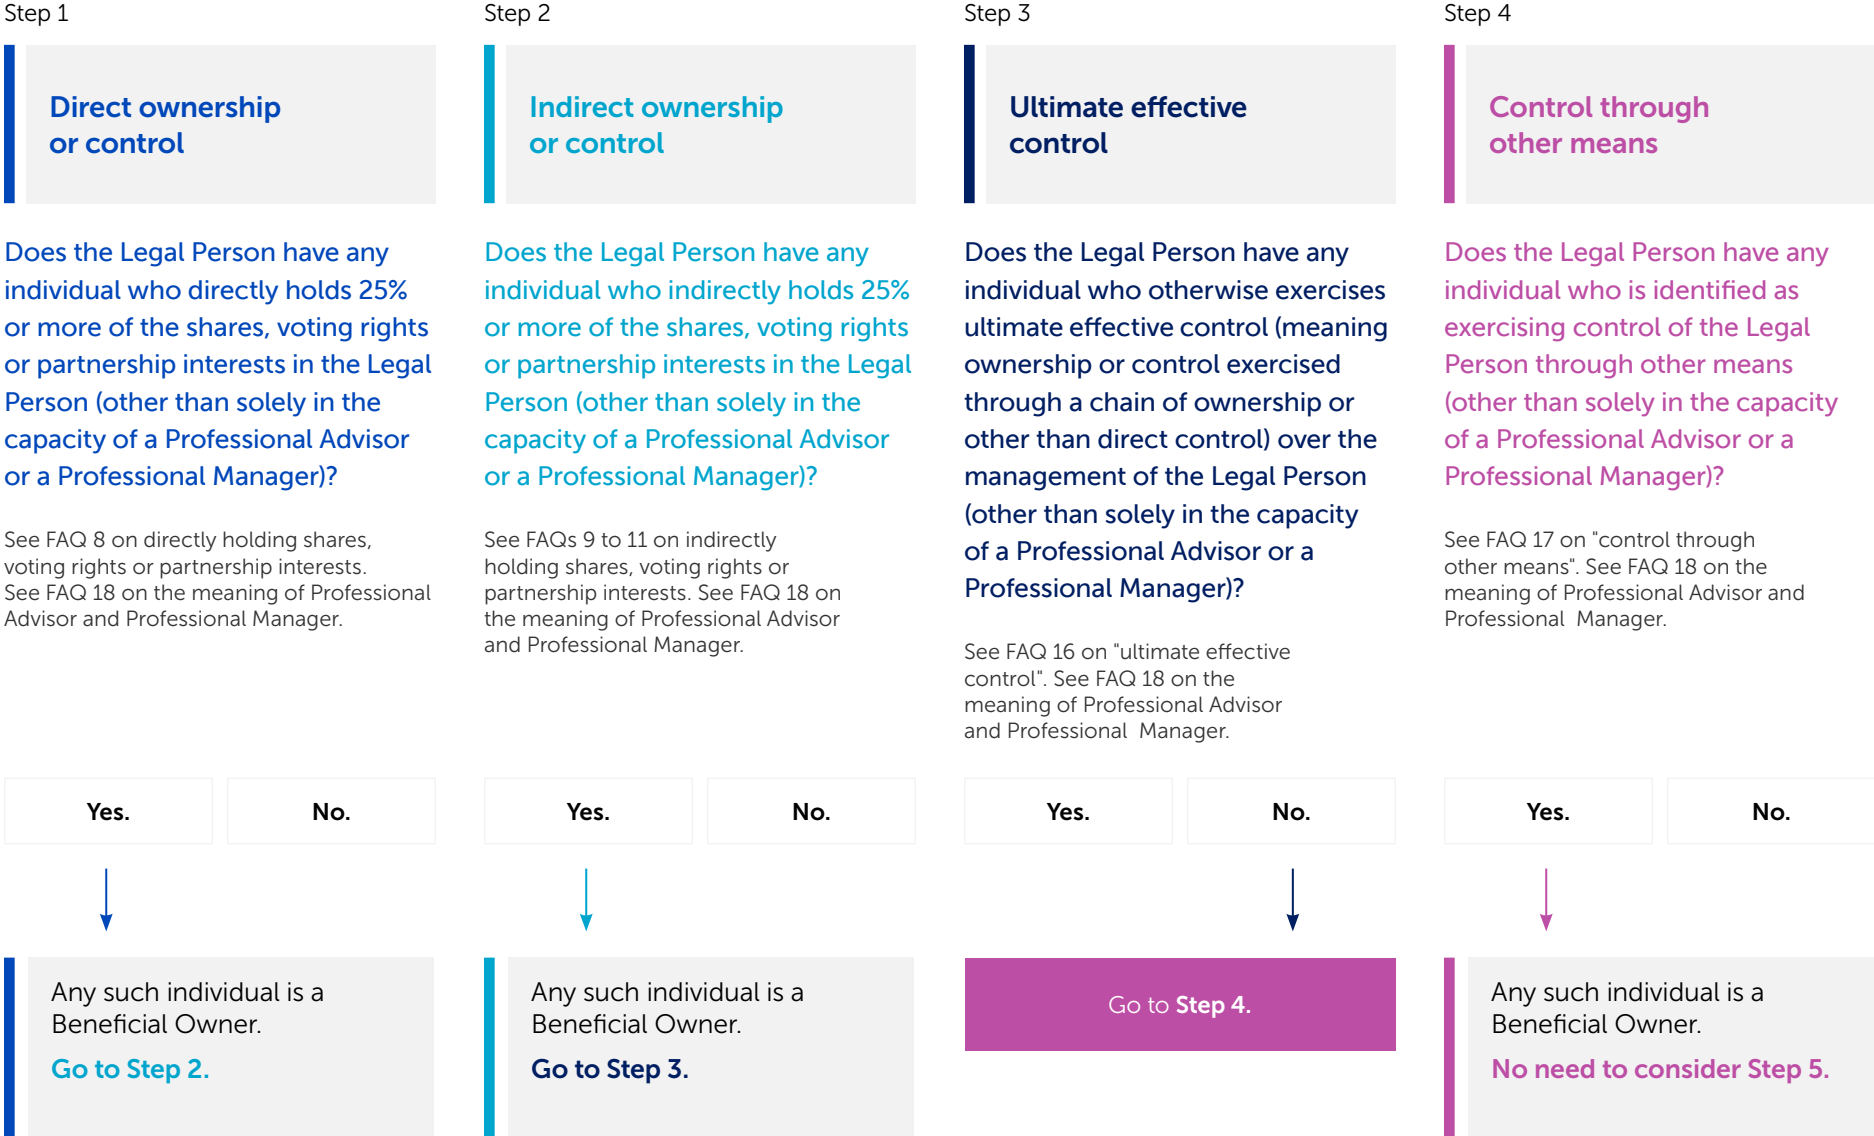 Step 1
Direct ownership
or control
Does the Legal Person have any
individual who directly holds 25%
or more of the shares, voting rights
or partnership interests in the Legal
Person (other than solely in the
capacity of a Professional Advisor
or a Professional Manager)?
See FAQ 8 on directly holding shares,
voting rights or partnership interests.
See FAQ 18 on the meaning of Professional
Advisor and Professional Manager.
Yes.
No.
Any such individual is a
Beneficial Owner.
Go to Step 2.
Step 2
Indirect ownership
or control
Does the Legal Person have any
individual who indirectly holds 25%
or more of the shares, voting rights
or partnership interests in the Legal
Person (other than solely in the
capacity of a Professional Advisor
or a Professional Manager)?
See FAQs 9 to 11 on indirectly
holding shares, voting rights or
partnership interests. See FAQ 18 on
the meaning of Professional Advisor
and Professional Manager.
Yes.
No.
Any such individual is a
Beneficial Owner.
Go to Step 3.
Step 3
Ultimate effective
control
Does the Legal Person have any
individual who otherwise exercises
ultimate effective control (meaning
ownership or control exercised
through a chain of ownership or
other than direct control) over the
management of the Legal Person
(other than solely in the capacity
of a Professional Advisor or a
Professional Manager)?
See FAQ 16 on "ultimate effective
control". See FAQ 18 on the
meaning of Professional Advisor
and Professional Manager.
Yes.
No.
Go to Step 4.
Step 4
Control through
other means
Does the Legal Person have any
individual who is identified as
exercising control of the Legal
Person through other means
(other than solely in the capacity
of a Professional Advisor or a
Professional Manager)?
See FAQ 17 on "control through
other means". See FAQ 18 on the
meaning of Professional Advisor and
Professional Manager.
Yes.
No.
Any such individual is a
Beneficial Owner.
No need to consider Step 5.